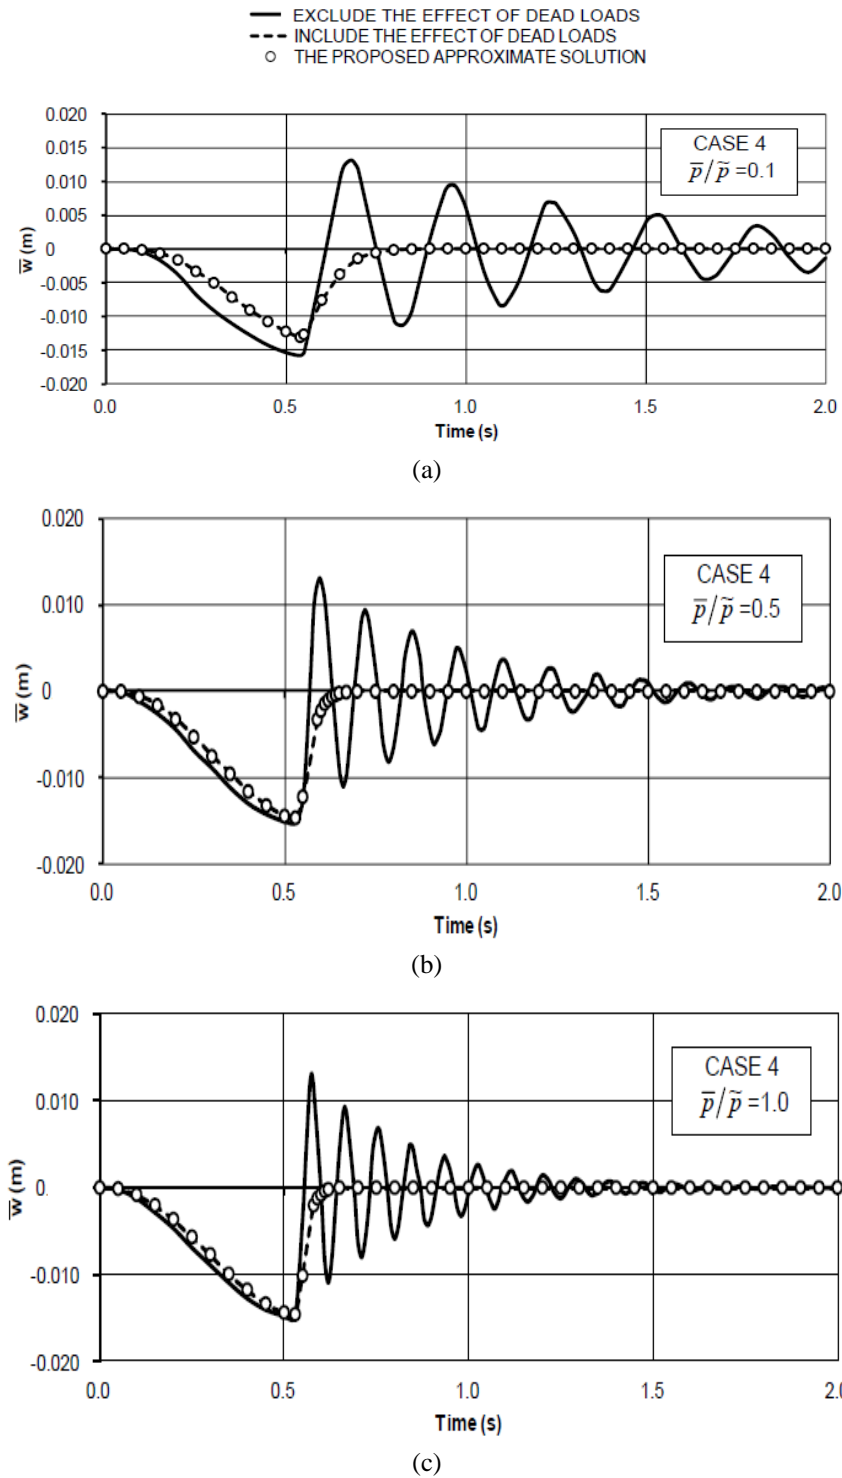 EXCLUDE THE EFFECT OF DEAD LOADS
INCLUDE THE EFFECT OF DEAD LOADS
THE PROPOSED APPROXIMATE SOLUTION
0.020
0.015
0.010
0.005
0
-0.005
-0.010
-0.015
-0.020
w̅ (m)
CASE 4
p̅/p̃ =0.1
0.0 0.5 1.0 1.5 2.0
Time (s)
(a)
0.020
0.010
0
-0.010
-0.020
w̅ (m)
CASE 4
p̅/p̃ =0.5
0.0 0.5 1.0 1.5 2.0
Time (s)
(b)
0.020
0.010
0.
-0.010
-0.020
w̅ (m)
CASE 4
p̅/p̃ =1.0
0.0 0.5 1.0 1.5 2.0
Time (s)
(c)